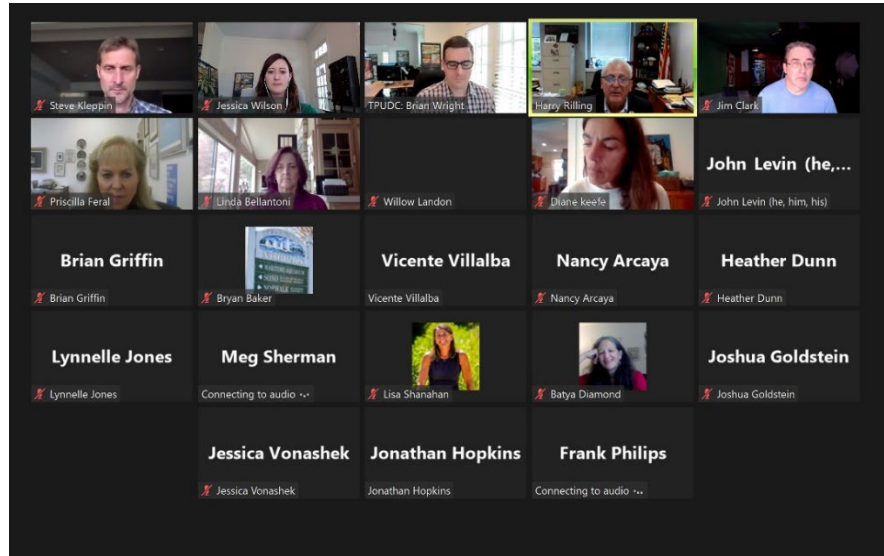 Steve Kleppin
Jessica Wilson
TPUDC: Brian Wright
Harry Rilling
Jim Clark
Priscilla Feral
Linda Bellantoni
Willow Landon
Diane keefe
John Levin (he,...
John Levin (he, him, his)
Brian Griffin
Brian Griffin
Bryan Baker
Vicente Villalba
Vicente Villalba
Nancy Arcaya
Nancy Arcaya
Heather Dunn
Heather Dunn
Lynnelle Jones
Lynnelle Jones
Meg Sherman
Connecting to audio ...
Lisa Shanahan
Batya Diamond
Joshua Goldstein
Joshua Goldstein
Jessica Vonashek
Jessica Vonashek
Jonathan Hopkins
Jonathan Hopkins
Frank Philips
Connecting to audio ...